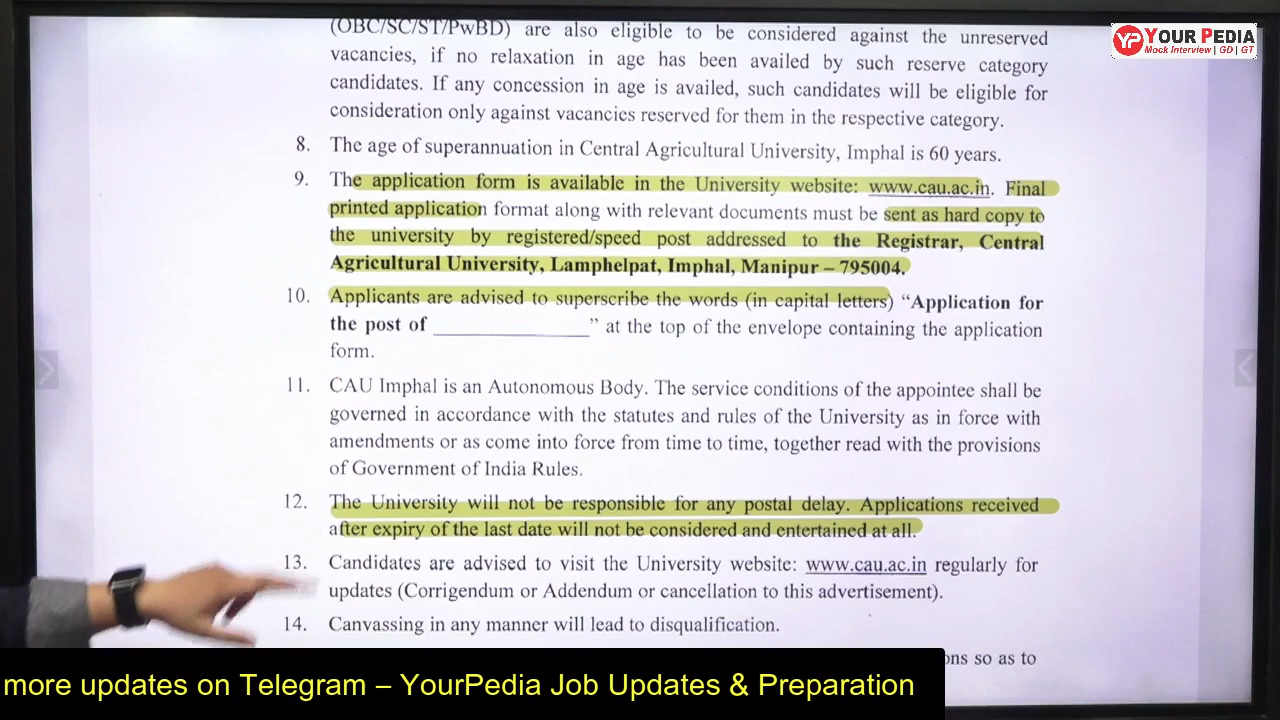 (OBC/SC/ST/PwBD) are also eligible to be considered against the unreserved
vacancies, if no relaxation in age has been availed by such reserve category
candidates. If any concession in age is availed, such candidates will be eligible for
consideration only against vacancies reserved for them in the respective category.
YP YOUR PEDIA
Mock Interview | GD | GT
8. The age of superannuation in Central Agricultural University, Imphal is 60 years.
9. The application form is available in the University website: www.cau.ac.in. Final
printed application format along with relevant documents must be sent as hard copy to
the university by registered/speed post addressed to the Registrar, Central
Agricultural University, Lamphelpat, Imphal, Manipur – 795004.
10. Applicants are advised to superscribe the words (in capital letters) “Application for
the post of ______________” at the top of the envelope containing the application
form.
11. CAU Imphal is an Autonomous Body. The service conditions of the appointee shall be
governed in accordance with the statutes and rules of the University as in force with
amendments or as come into force from time to time, together read with the provisions
of Government of India Rules.
12. The University will not be responsible for any postal delay. Applications received
after expiry of the last date will not be considered and entertained at all.
13. Candidates are advised to visit the University website: www.cau.ac.in regularly for
updates (Corrigendum or Addendum or cancellation to this advertisement).
14. Canvassing in any manner will lead to disqualification.
so as to
more updates on Telegram – YourPedia Job Updates & Preparation